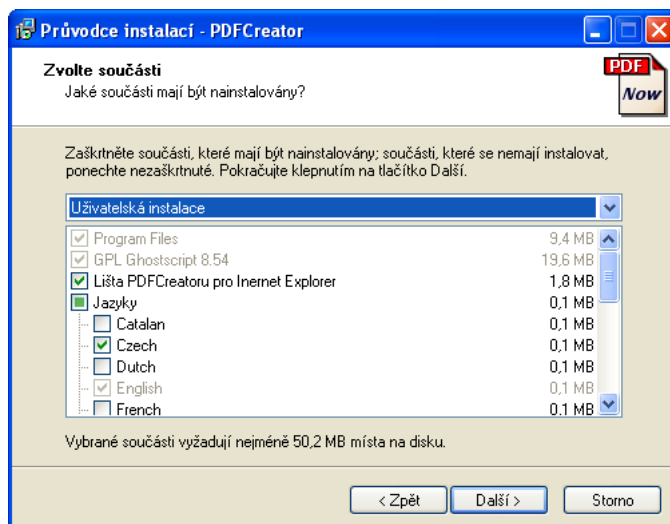 Průvodce instalací - PDFCreator
Zvolte součásti
Jaké součásti mají být nainstalovány?
PDF
Now
Zaškrtněte součásti, které mají být nainstalovány; součásti, které se nemají instalovat,
ponechte nezaškrtnuté. Pokračujte klepnutím na tlačítko Další.
Uživatelská instalace
Program Files 9,4 MB
GPL Ghostscript 8.54 19,6 MB
Lišta PDFCreatoru pro Inernet Explorer 1,8 MB
Jazyky 0,1 MB
Catalan 0,1 MB
Czech 0,1 MB
Dutch 0,1 MB
English 0,1 MB
French 0,1 MB
Vybrané součásti vyžadují nejméně 50,2 MB místa na disku.
< Zpět Další > Storno